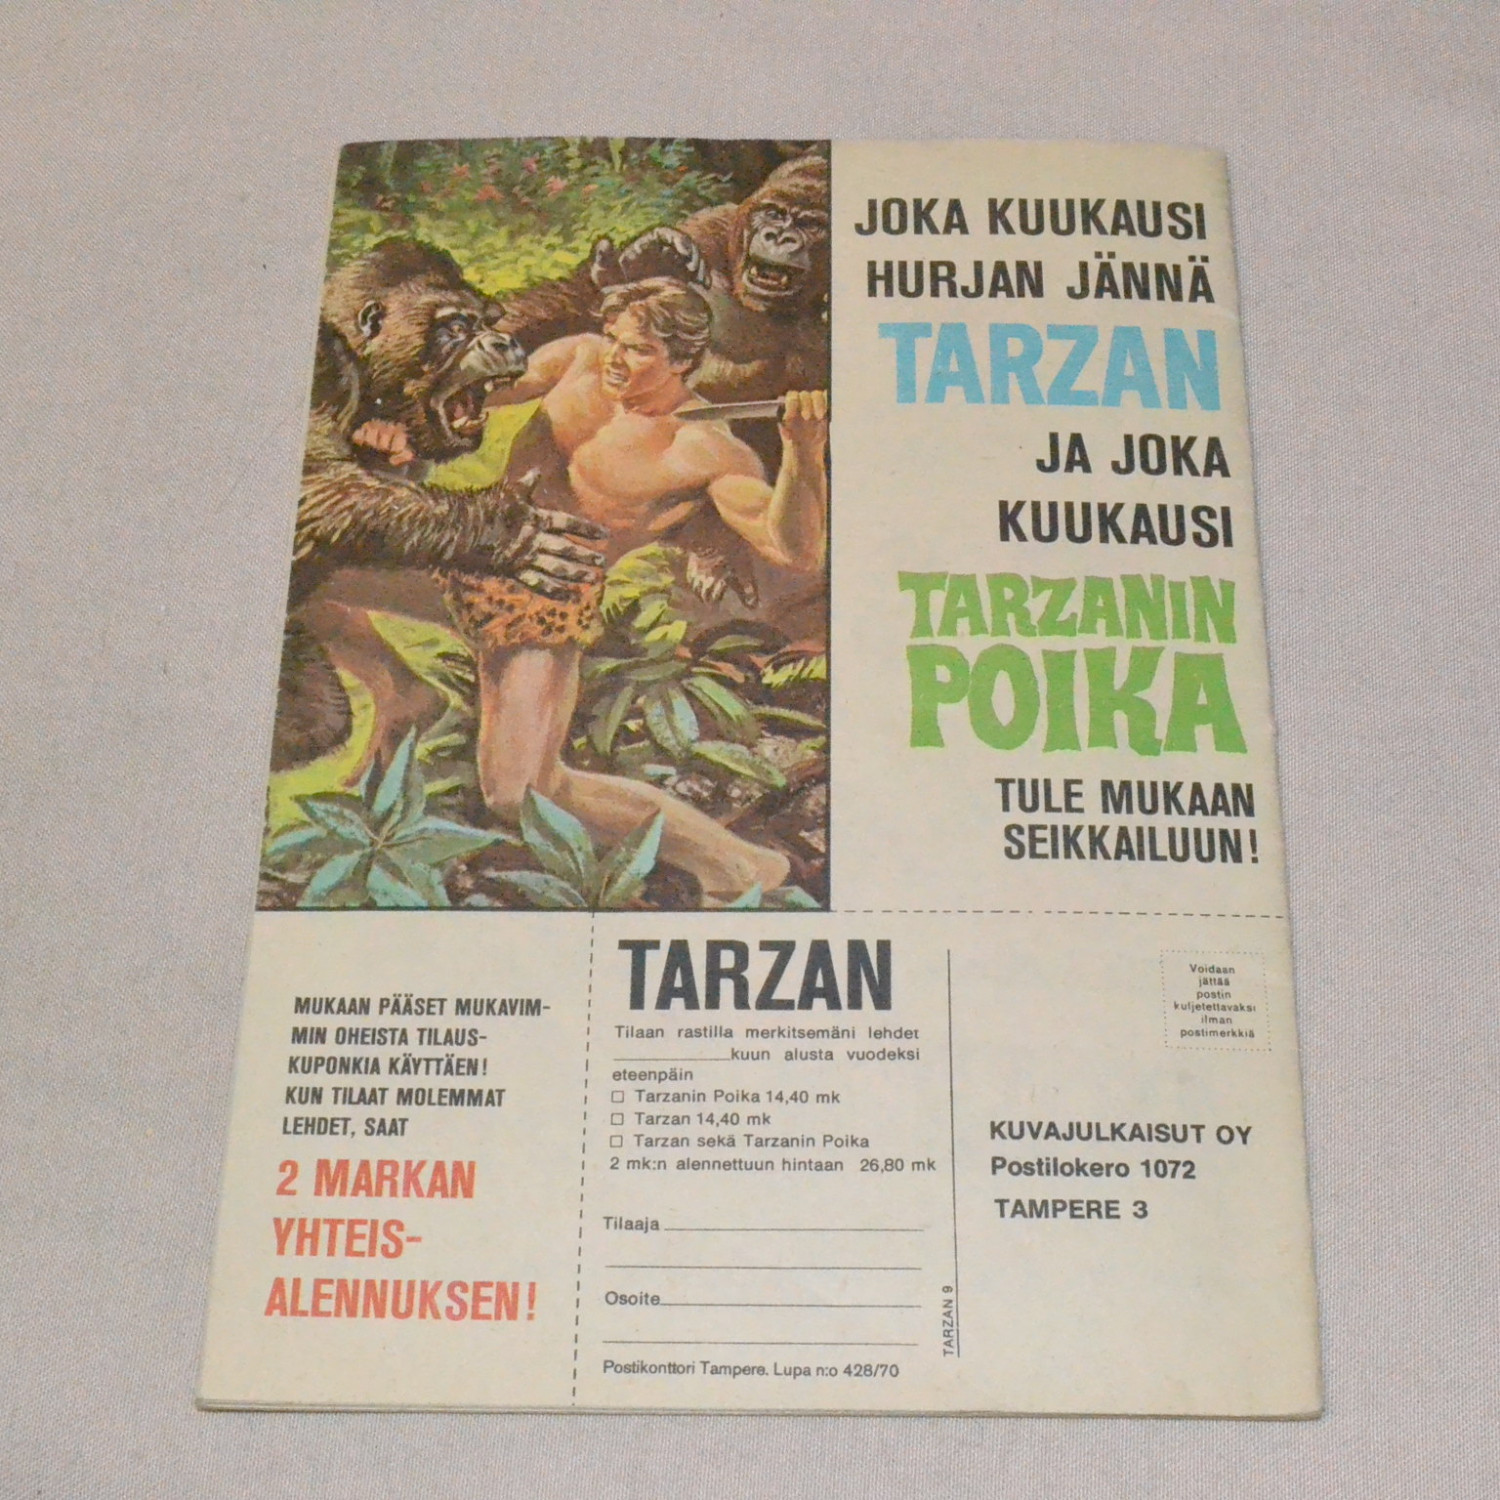 JOKA KUUKAUSI
HURJAN JÄNNÄ
TARZAN
JA JOKA
KUUKAUSI
TARZANIN
POIKA
TULE MUKAAN
SEIKKAILUUN!
MUKAAN PÄÄSET MUKAVIM-
MIN OHEISTA TILAUS-
KUPONKIA KÄYTTÄEN!
KUN TILAAT MOLEMMAT
LEHDET, SAAT
2 MARKAN
YHTEIS-
ALENNUKSEN!
TARZAN
Tilaan rastilla merkitsemäni lehdet
____________kuun alusta vuodeksi
eteenpäin
☐ Tarzanin Poika 14,40 mk
☐ Tarzan 14,40 mk
☐ Tarzan sekä Tarzanin Poika
2 mk:n alennettuun hintaan 26,80 mk
Tilaaja
Osoite
Postikonttori Tampere. Lupa n:o 428/70
TARZAN 9
Voidaan
jättää
postin
kuljetettavaksi
ilman
postimerkkiä
KUVAJULKAISUT OY
Postilokero 1072
TAMPERE 3